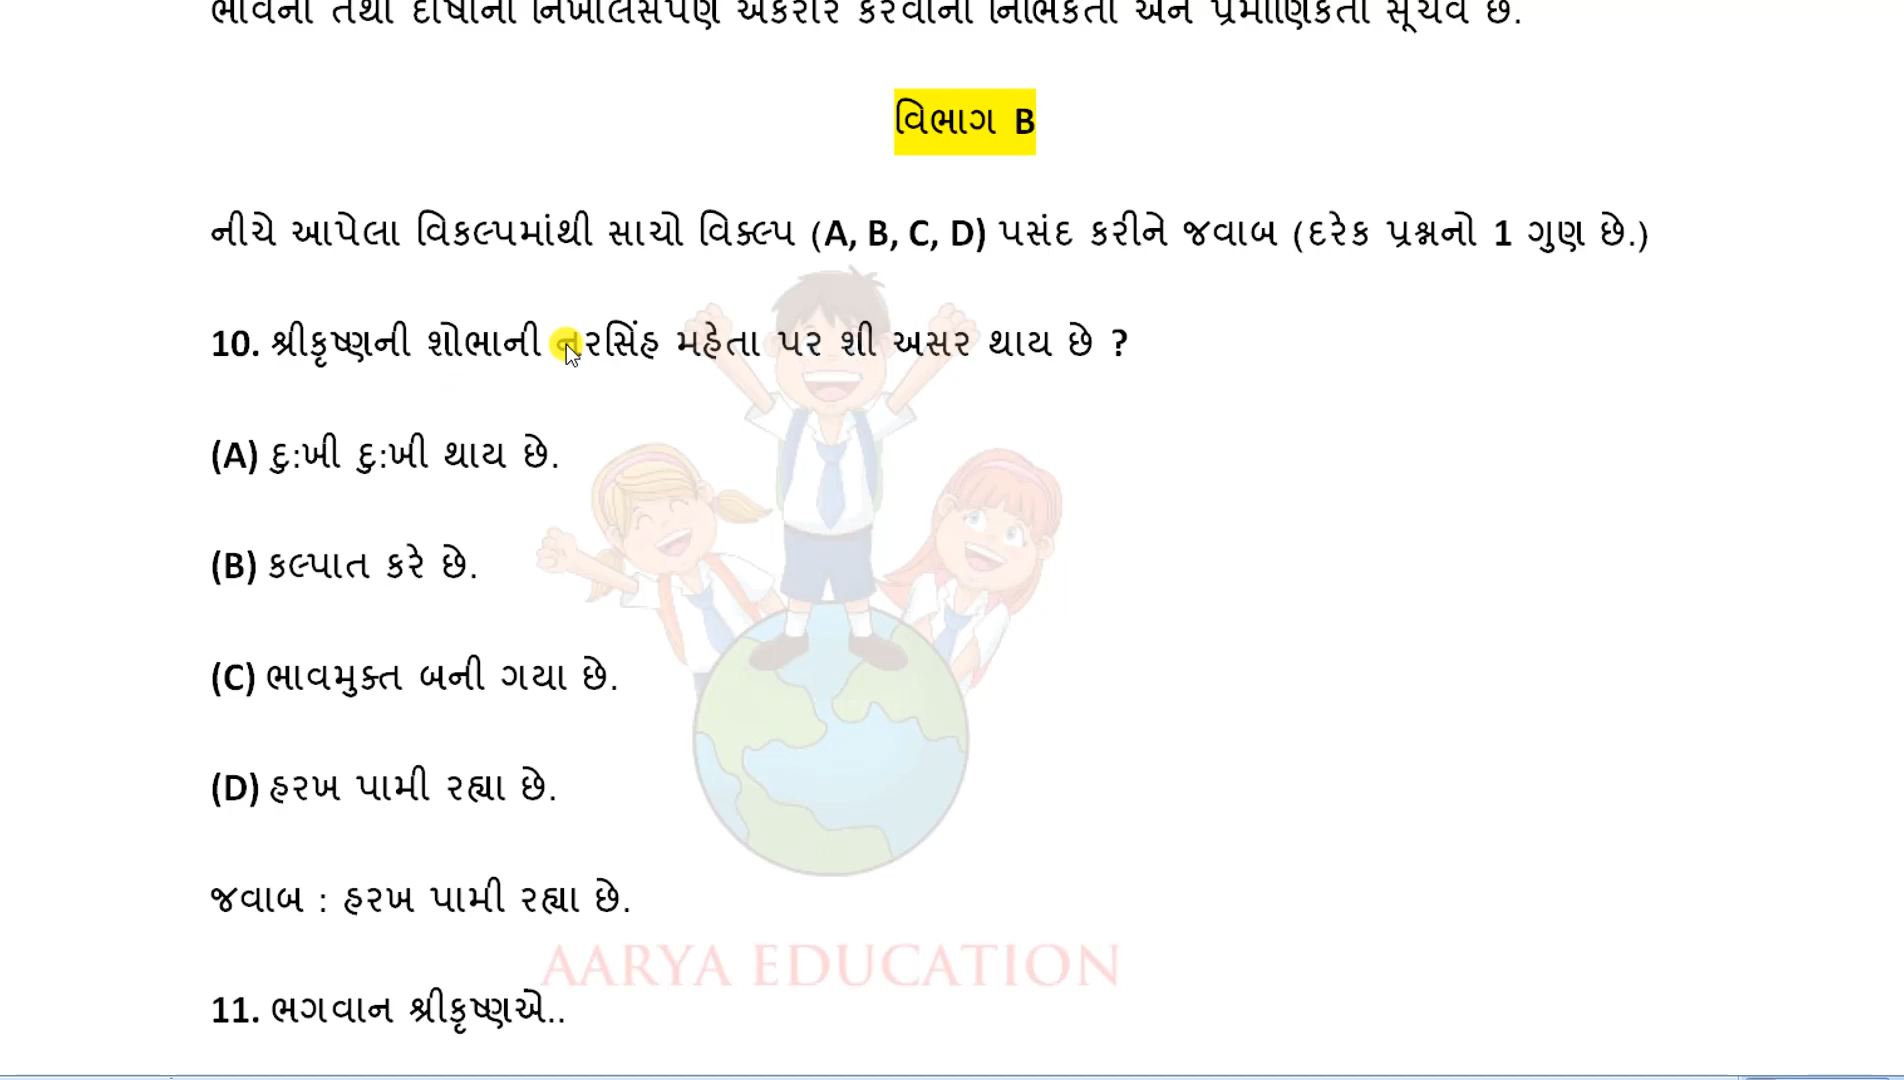 ભાવના તથા દોષોનો નિખાલસપણે એકરાર કરવાની નિર્ભિકતા અને પ્રમાણિકતા સૂચવે છે.
વિભાગ B
નીચે આપેલા વિકલ્પમાંથી સાચો વિક્લ્પ (A, B, C, D) પસંદ કરીને જવાબ (દરેક પ્રશ્નનો 1 ગુણ છે.)
10. શ્રીકૃષ્ણની શોભાની નરસિંહ મહેતા પર શી અસર થાય છે ?
(A) દુ:ખી દુ:ખી થાય છે.
(B) કલ્પાત કરે છે.
(C) ભાવમુક્ત બની ગયા છે.
(D) હરખ પામી રહ્યા છે.
જવાબ : હરખ પામી રહ્યા છે.
AARYA EDUCATION
11. ભગવાન શ્રીકૃષ્ણએ..